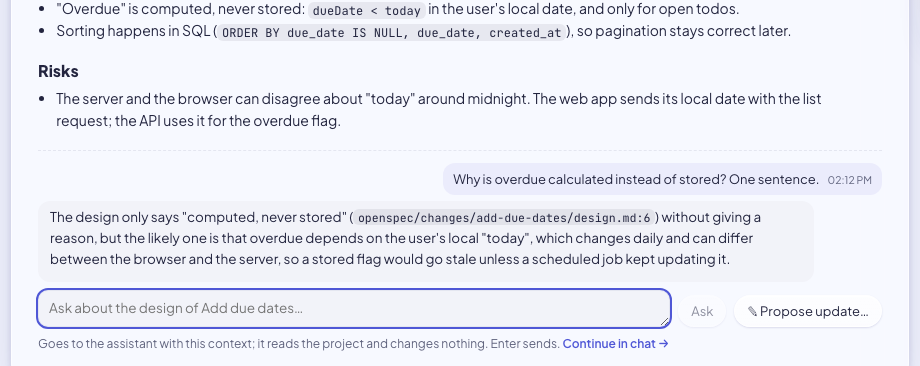 • "Overdue" is computed, never stored: dueDate < today in the user's local date, and only for open todos.
• Sorting happens in SQL ( ORDER BY due_date IS NULL, due_date, created_at ), so pagination stays correct later.
Risks
• The server and the browser can disagree about "today" around midnight. The web app sends its local date with the list
request; the API uses it for the overdue flag.
Why is overdue calculated instead of stored? One sentence. 02:12 PM
The design only says "computed, never stored" ( openspec/changes/add-due-dates/design.md:6 ) without giving a
reason, but the likely one is that overdue depends on the user's local "today", which changes daily and can differ
between the browser and the server, so a stored flag would go stale unless a scheduled job kept updating it.
Ask about the design of Add due dates... Ask ✎ Propose update...
Goes to the assistant with this context; it reads the project and changes nothing. Enter sends. Continue in chat →